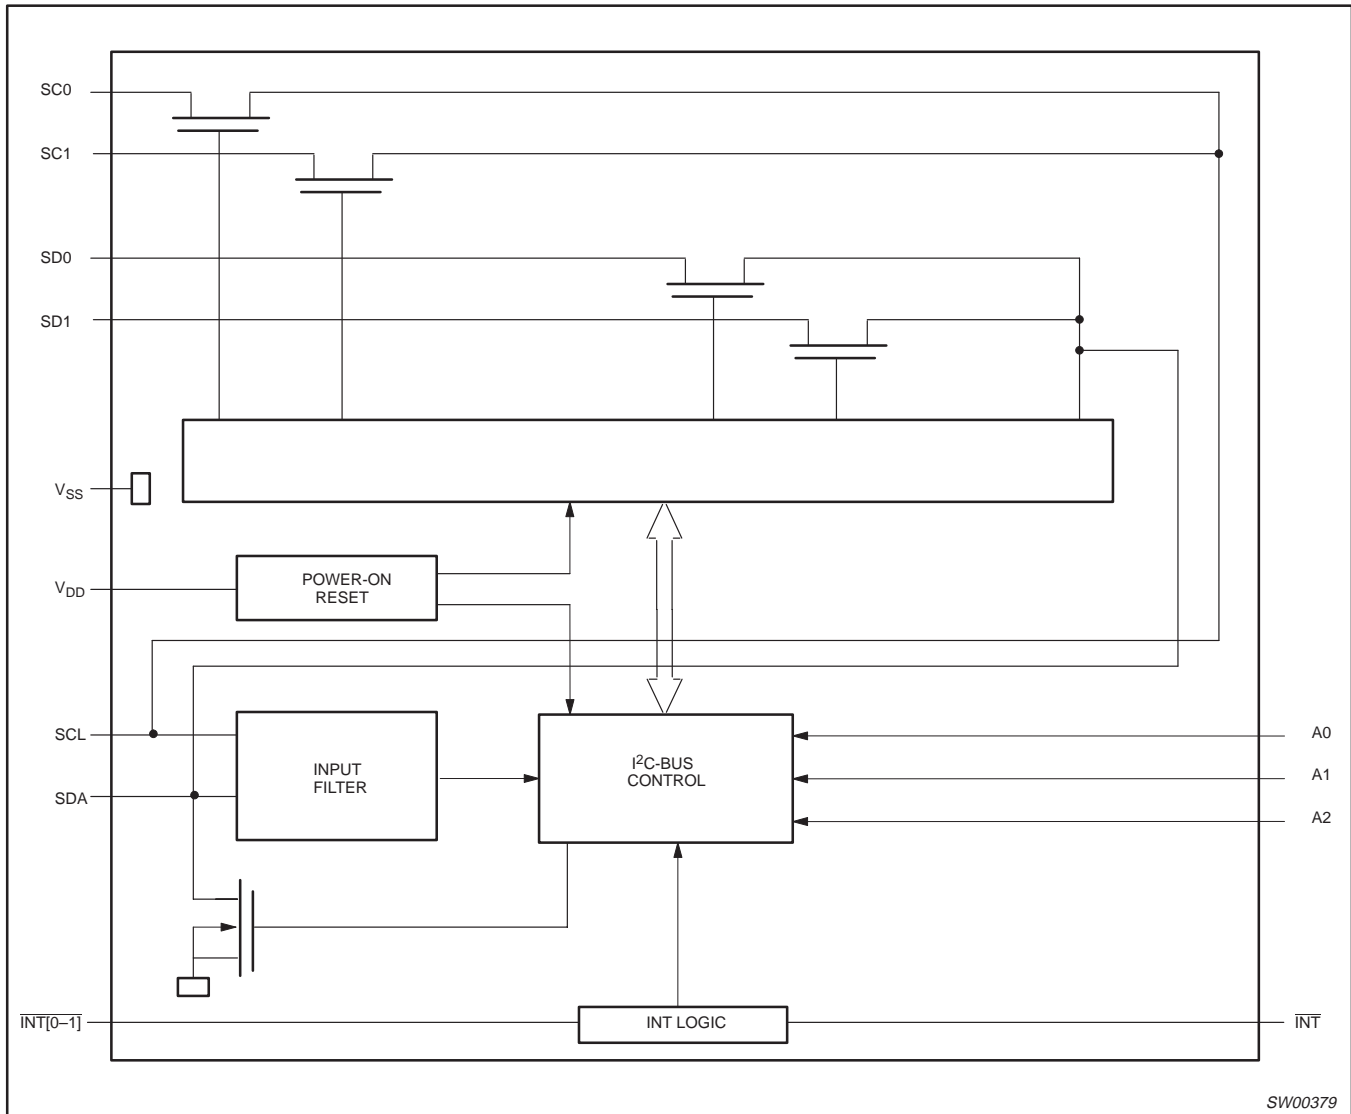 SC0
SC1
SD0
SD1
VSS
VDD
POWER-ON
RESET
SCL
SDA
INPUT
FILTER
I²C-BUS
CONTROL
A0
A1
A2
INT[0–1]
INT LOGIC
INT
SW00379